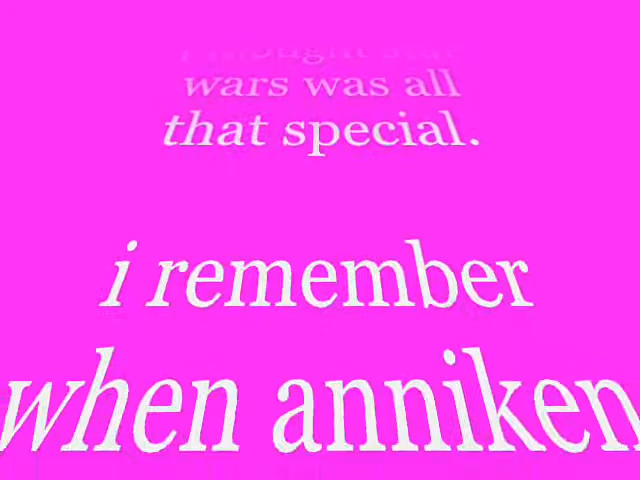 wars was all
that special.
i remember
when anniken